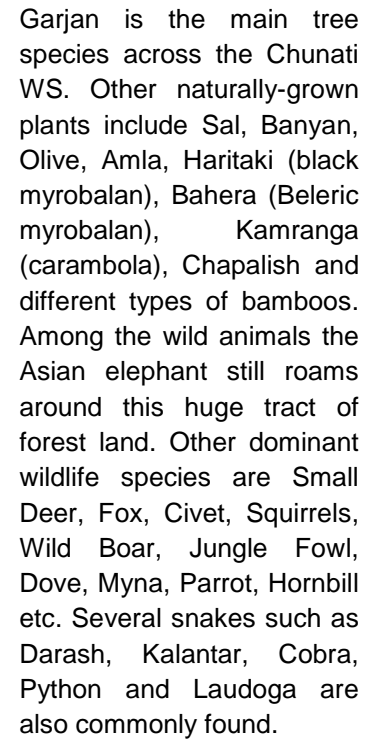 Garjan is the main tree
species across the Chunati
WS. Other naturally-grown
plants include Sal, Banyan,
Olive, Amla, Haritaki (black
myrobalan), Bahera (Beleric
myrobalan), Kamranga
(carambola), Chapalish and
different types of bamboos.
Among the wild animals the
Asian elephant still roams
around this huge tract of
forest land. Other dominant
wildlife species are Small
Deer, Fox, Civet, Squirrels,
Wild Boar, Jungle Fowl,
Dove, Myna, Parrot, Hornbill
etc. Several snakes such as
Darash, Kalantar, Cobra,
Python and Laudoga are
also commonly found.